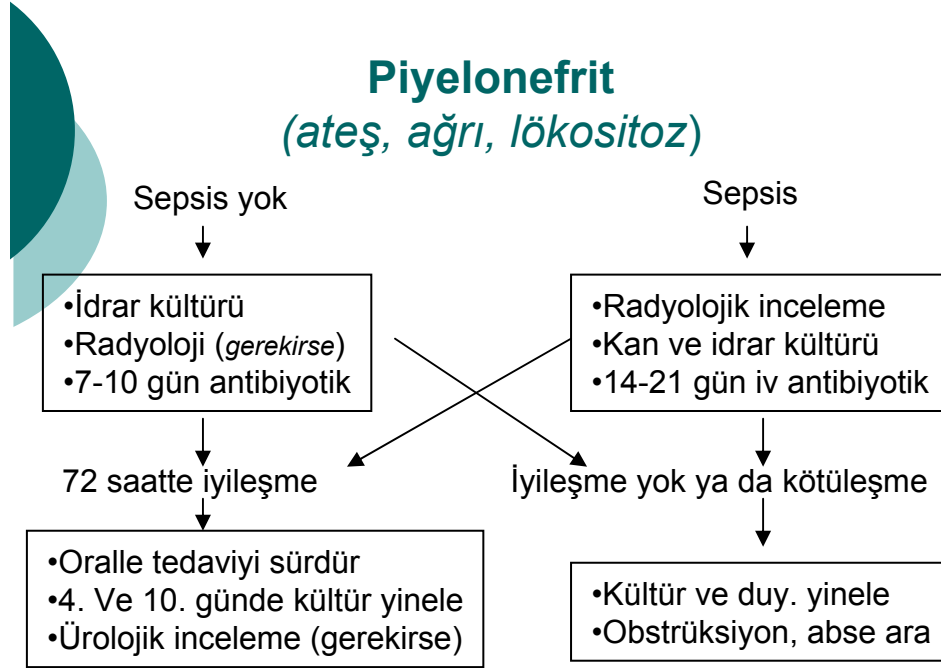 Piyelonefrit
(ateş, ağrı, lökositoz)
Sepsis yok
•İdrar kültürü
•Radyoloji (gerekirse)
•7-10 gün antibiyotik
72 saatte iyileşme
•Oralle tedaviyi sürdür
•4. Ve 10. günde kültür yinele
•Ürolojik inceleme (gerekirse)
Sepsis
•Radyolojik inceleme
•Kan ve idrar kültürü
•14-21 gün iv antibiyotik
İyileşme yok ya da kötüleşme
•Kültür ve duy. yinele
•Obstrüksiyon, abse ara